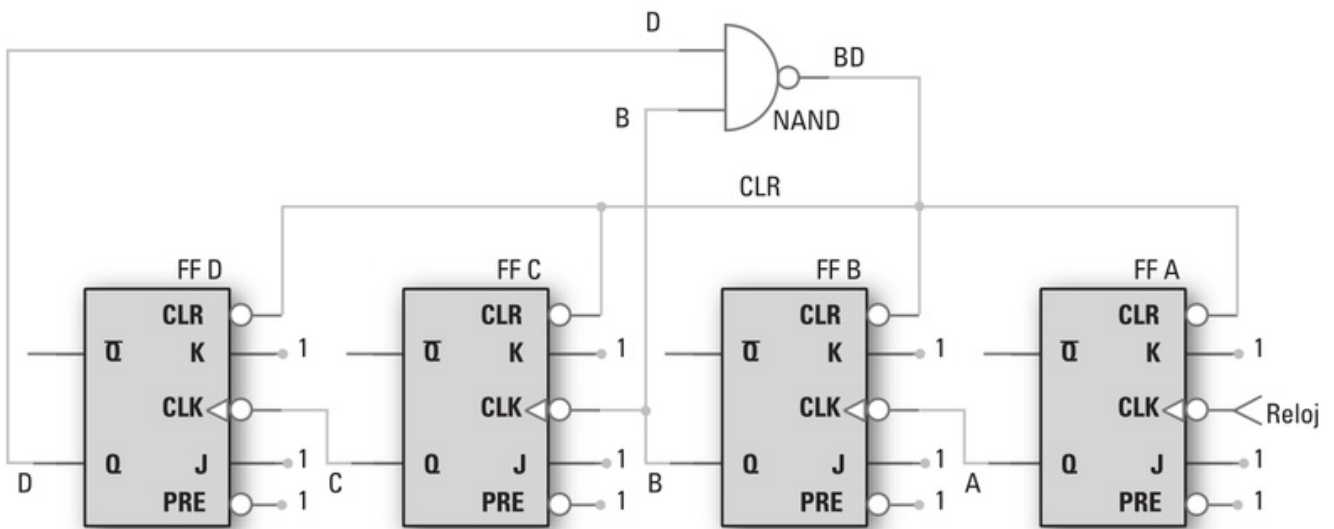 D
BD
B
NAND
CLR
FF D
FF C
FF B
FF A
CLR
CLR
CLR
CLR
Q̅ K 1
Q̅ K 1
Q̅ K 1
Q̅ K 1
CLK
CLK
CLK
CLK Reloj
D Q J 1
C Q J 1
B Q J 1
A Q J 1
PRE 1
PRE 1
PRE 1
PRE 1